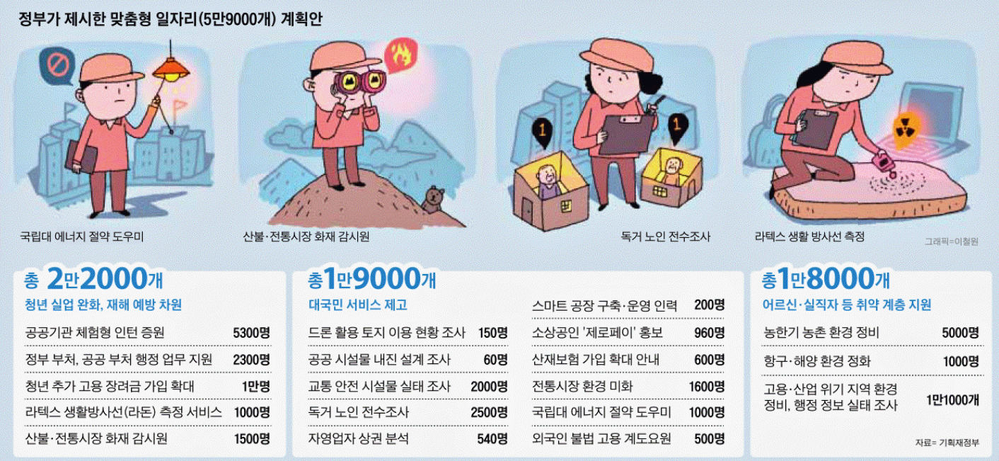 정부가 제시한 맞춤형 일자리(5만9000개) 계획안
1
1
국립대 에너지 절약 도우미
산불·전통시장 화재 감시원
독거 노인 전수조사
라텍스 생활 방사선 측정
그래픽=이철원
총 2만2000개
청년 실업 완화, 재해 예방 차원
공공기관 체험형 인턴 증원 5300명
정부 부처, 공공 부처 행정 업무 지원 2300명
청년 추가 고용 장려금 가입 확대 1만명
라텍스 생활방사선(라돈) 측정 서비스 1000명
산불·전통시장 화재 감시원 1500명
총1만9000개
대국민 서비스 제고
드론 활용 토지 이용 현황 조사 150명
공공 시설물 내진 설계 조사 60명
교통 안전 시설물 실태 조사 2000명
독거 노인 전수조사 2500명
자영업자 상권 분석 540명
스마트 공장 구축·운영 인력 200명
소상공인 '제로페이' 홍보 960명
산재보험 가입 확대 안내 600명
전통시장 환경 미화 1600명
국립대 에너지 절약 도우미 1000명
외국인 불법 고용 계도요원 500명
총1만8000개
어르신·실직자 등 취약 계층 지원
농한기 농촌 환경 정비 5000명
항구·해양 환경 정화 1000명
고용·산업 위기 지역 환경
정비, 행정 정보 실태 조사 1만1000개
자료= 기획재정부